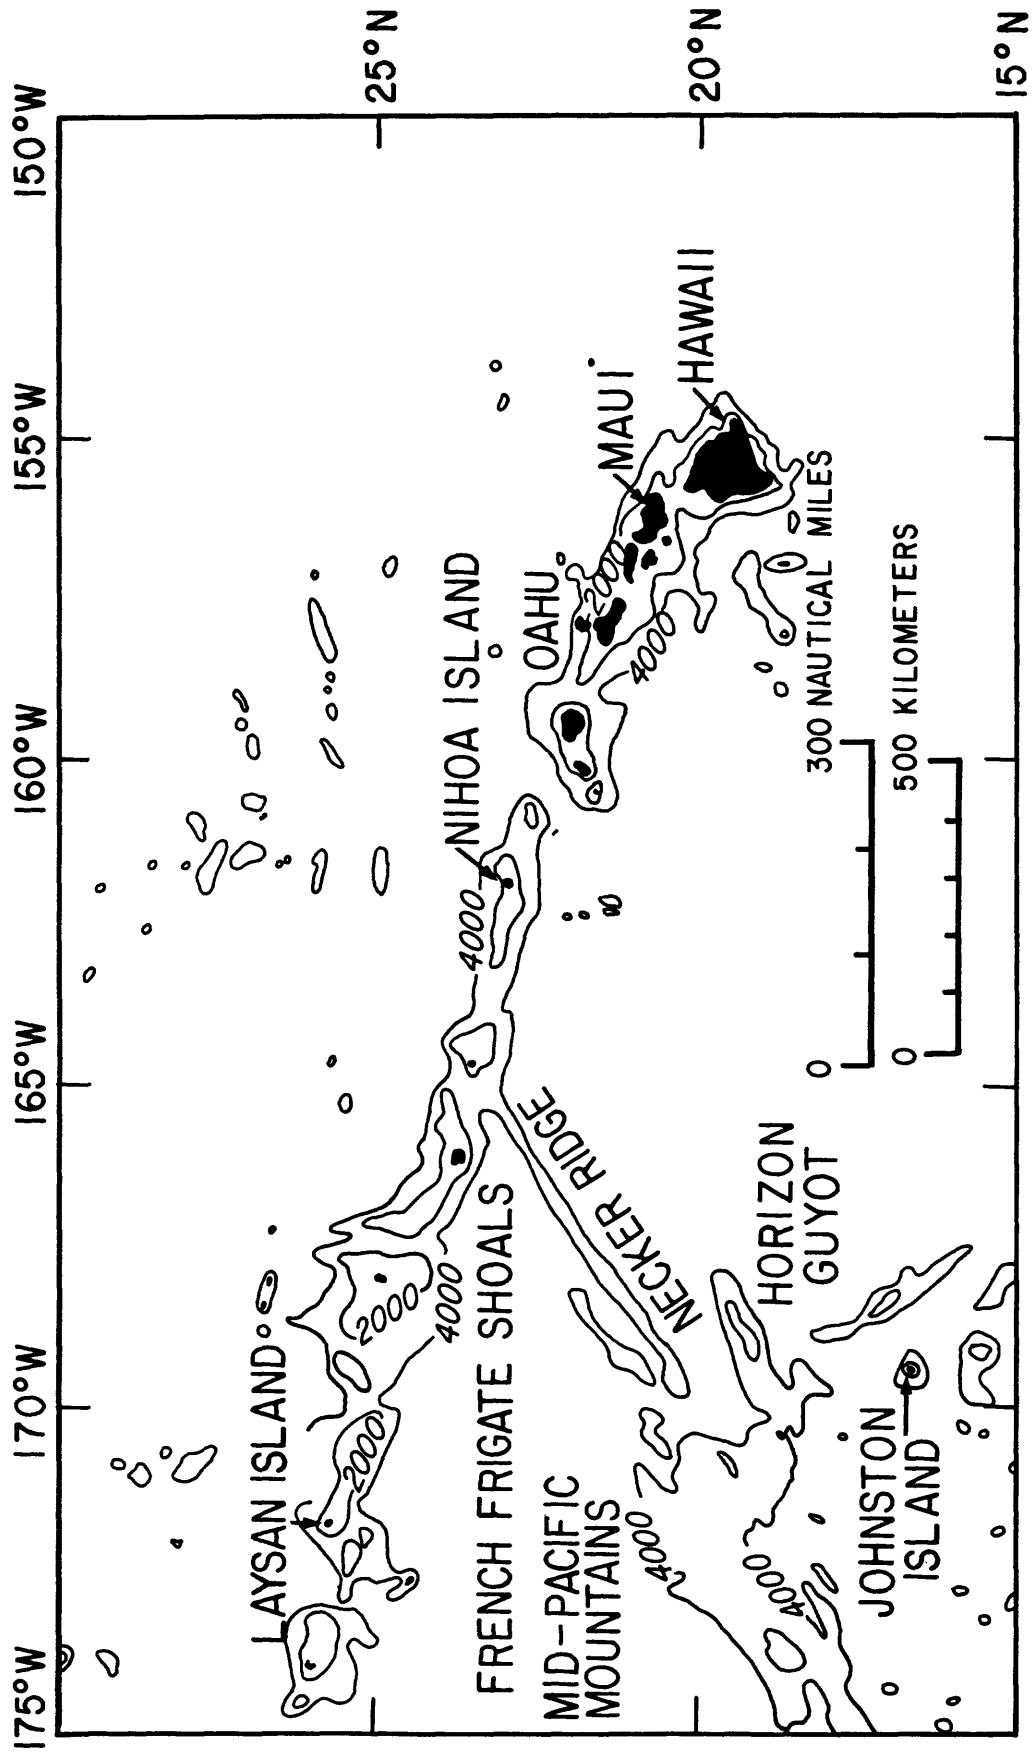 175°W
170°W
165°W
160°W
155°W
150°W
25°N
20°N
15°N
LAYSAN ISLAND
2000
2000
4000
4000
NIHOA ISLAND
FRENCH FRIGATE SHOALS
OAHU
2000
MAUI
HAWAII
4000
NECKER RIDGE
MID-PACIFIC
MOUNTAINS
4000
4000
4000
HORIZON
GUYOT
JOHNSTON
ISLAND
0
300 NAUTICAL MILES
0
500 KILOMETERS